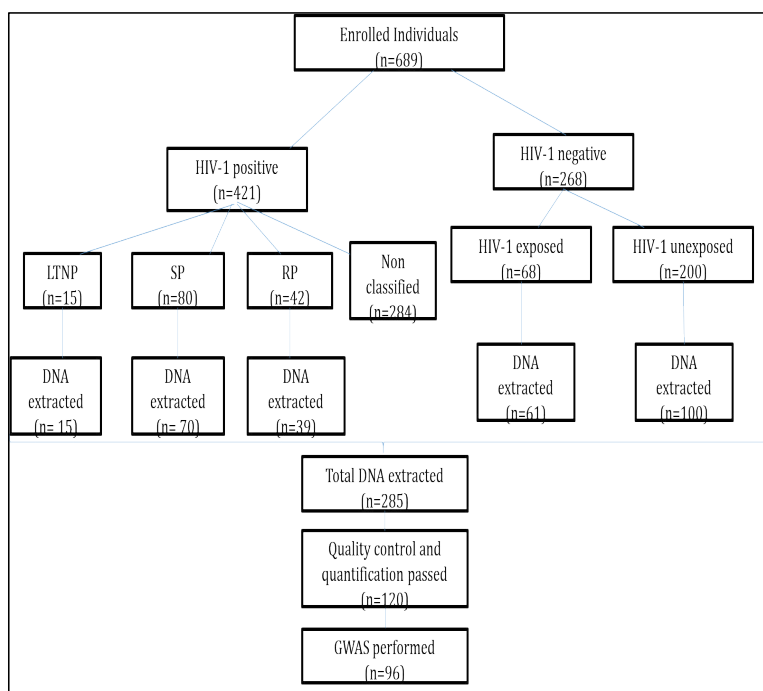 Enrolled Individuals
(n=689)
HIV-1 positive
(n=421)
HIV-1 negative
(n=268)
LTNP
(n=15)
SP
(n=80)
RP
(n=42)
Non
classified
(n=284)
HIV-1 exposed
(n=68)
HIV-1 unexposed
(n=200)
DNA
extracted
(n= 15)
DNA
extracted
(n= 70)
DNA
extracted
(n=39)
DNA
extracted
(n=61)
DNA
extracted
(n=100)
Total DNA extracted
(n=285)
Quality control and
quantification passed
(n=120)
GWAS performed
(n=96)